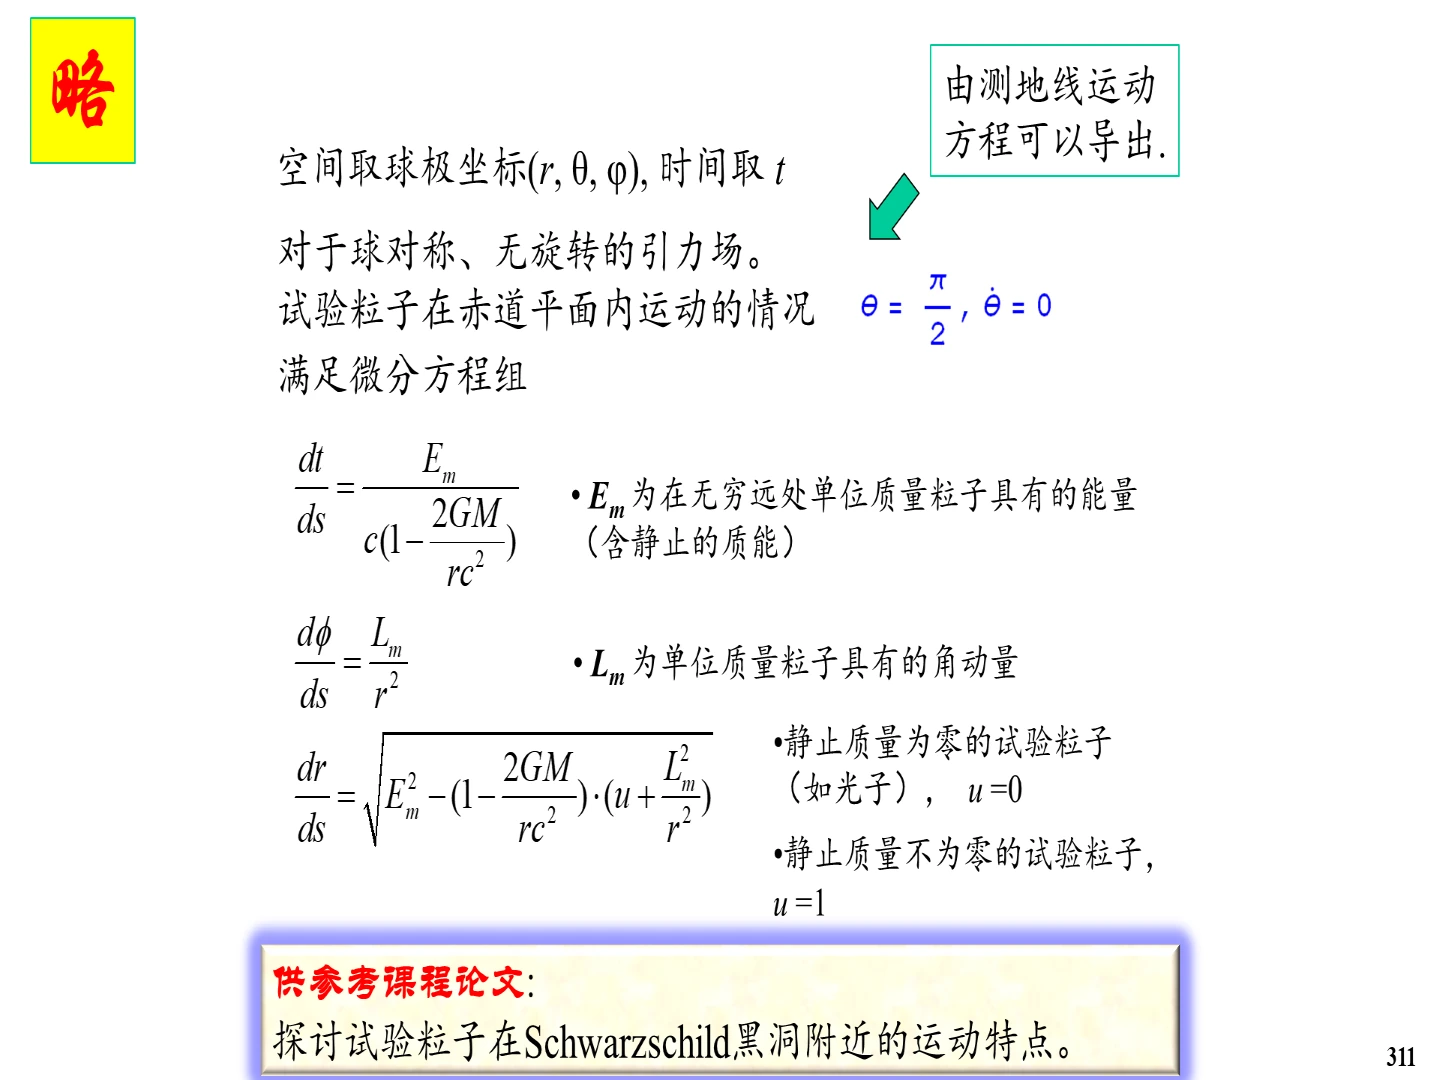 略
由测地线运动
方程可以导出.
空间取球极坐标(r, θ, φ), 时间取 t
对于球对称、无旋转的引力场。
试验粒子在赤道平面内运动的情况
θ = π/2 , θ̇ = 0
满足微分方程组
dt/ds = E_m / (c(1 − 2GM/(rc²)))
• E_m 为在无穷远处单位质量粒子具有的能量
（含静止的质能）
dϕ/ds = L_m / r²
• L_m 为单位质量粒子具有的角动量
dr/ds = √(E_m² − (1 − 2GM/(rc²))·(u + L_m²/r²))
•静止质量为零的试验粒子
（如光子）， u =0
•静止质量不为零的试验粒子，
u =1
供参考课程论文:
探讨试验粒子在Schwarzschild黑洞附近的运动特点。
311